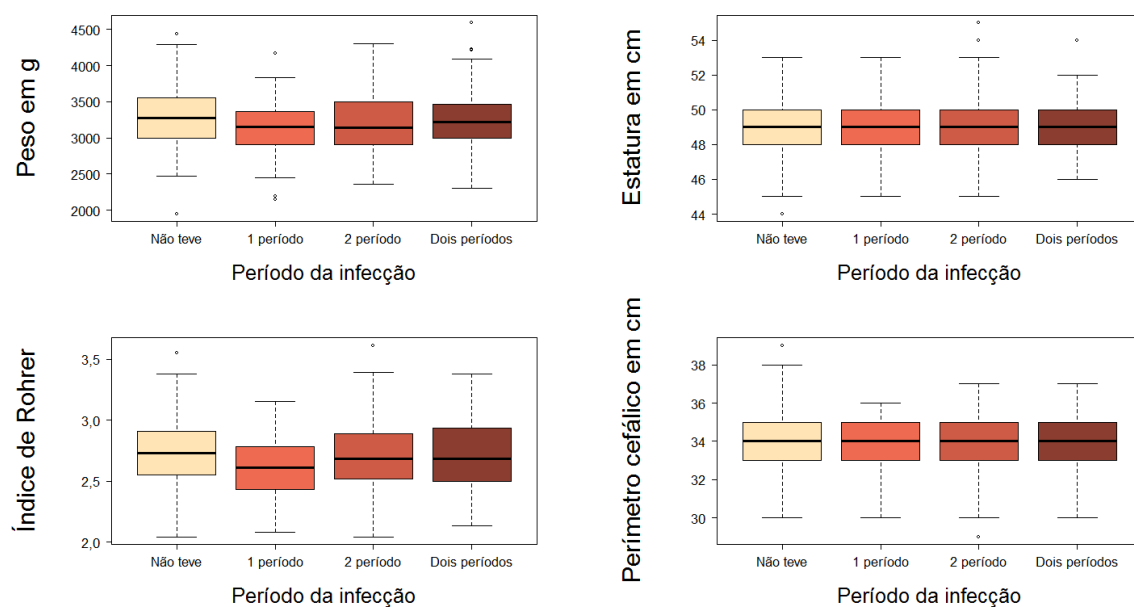 Peso em g
4500
4000
3500
3000
2500
2000
Não teve
1 período
2 período
Dois períodos
Período da infecção
Estatura em cm
54
52
50
48
46
44
Não teve
1 período
2 período
Dois períodos
Período da infecção
Índice de Rohrer
3,5
3,0
2,5
2,0
Não teve
1 período
2 período
Dois períodos
Período da infecção
Perímetro cefálico em cm
38
36
34
32
30
Não teve
1 período
2 período
Dois períodos
Período da infecção